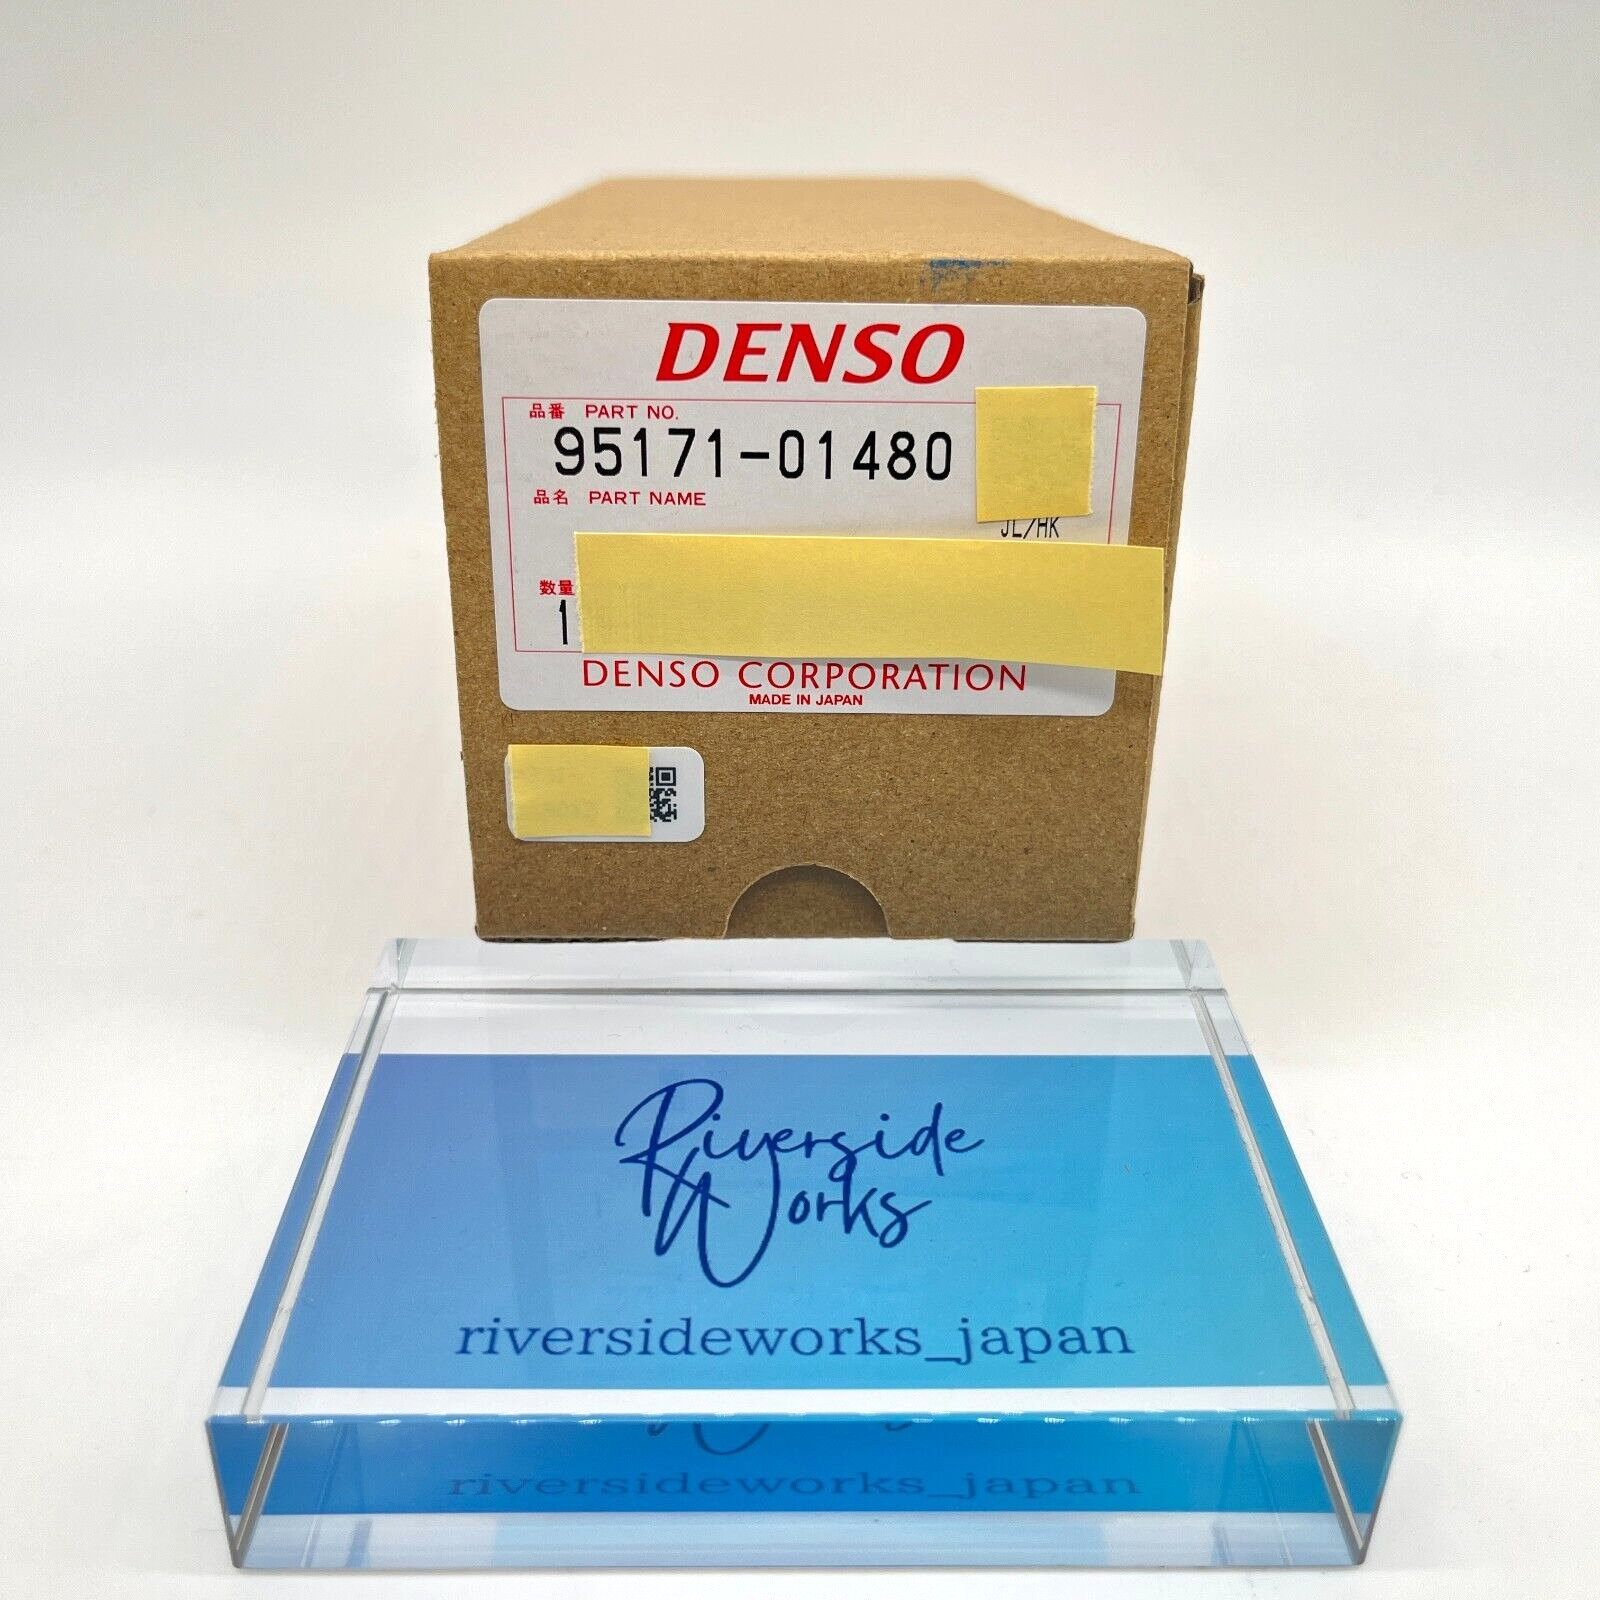 DENSO
品番 PART NO.
95171-01480
品名 PART NAME
JL/HK
数量
1
DENSO CORPORATION
MADE IN JAPAN
Riverside
Works
riversideworks_japan
riversideworks_japan